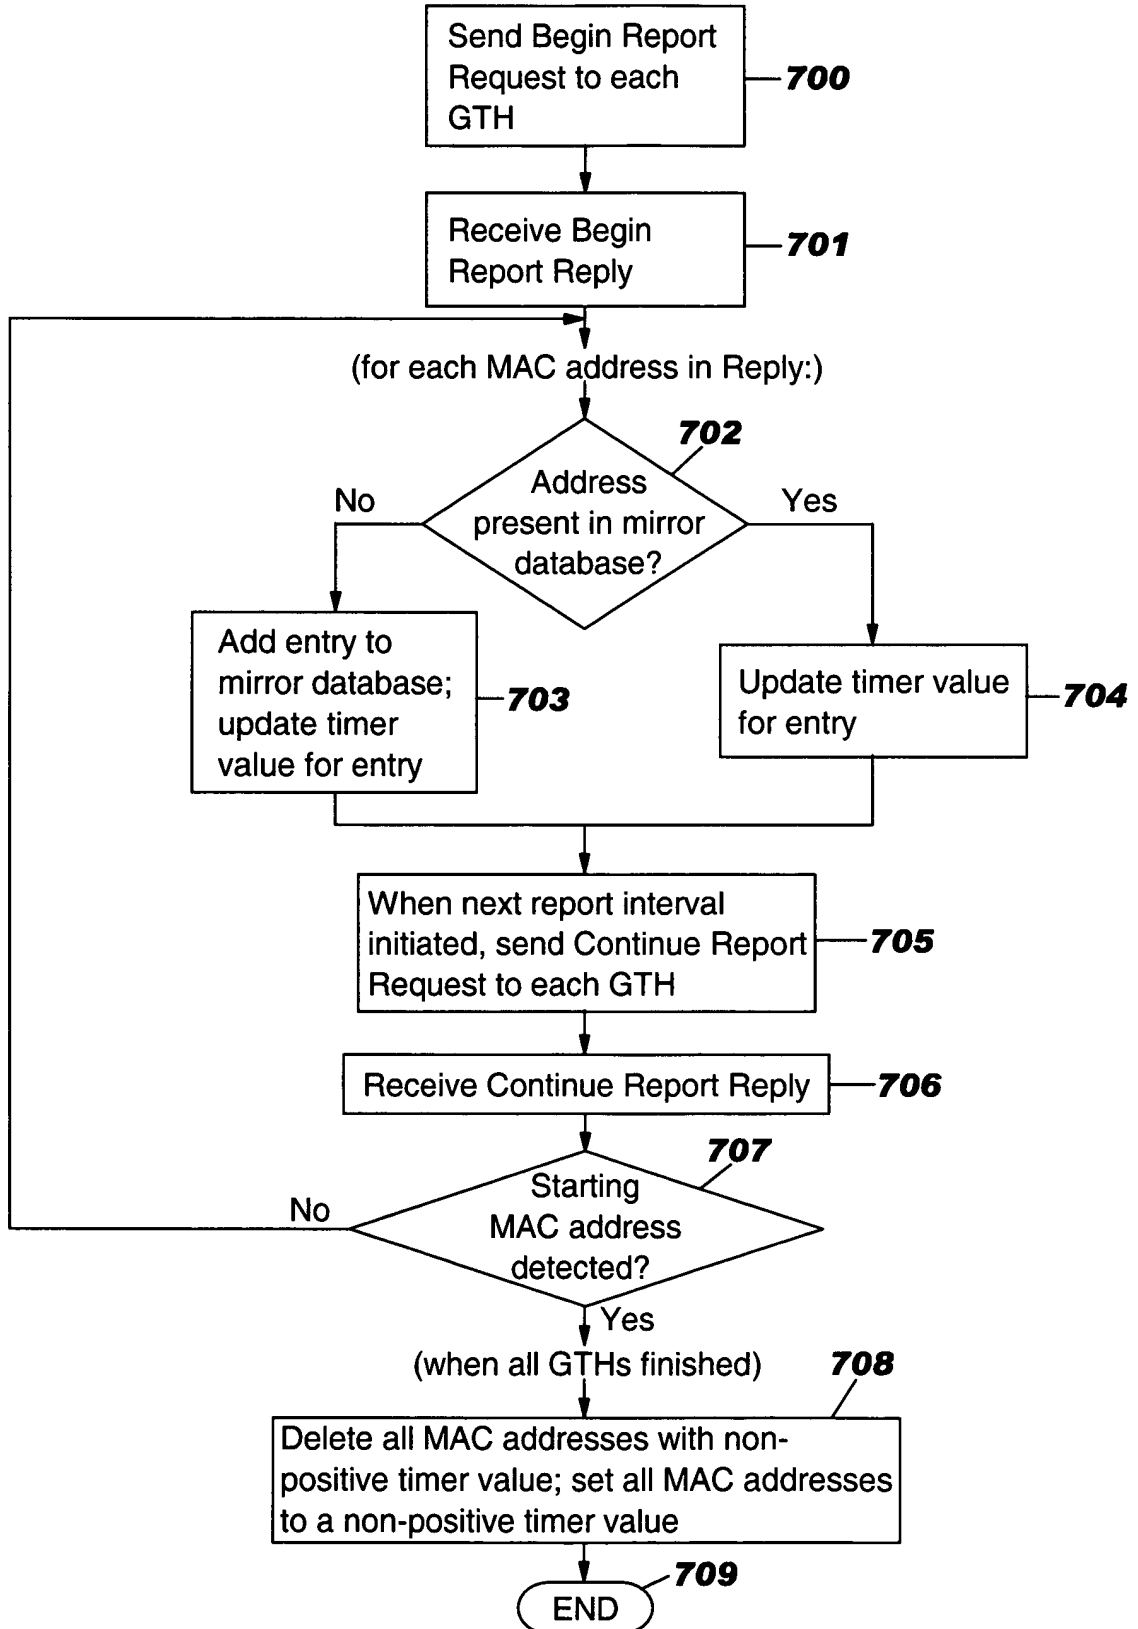 Send Begin Report
Request to each
GTH
700
Receive Begin
Report Reply
701
(for each MAC address in Reply:)
702
Address
present in mirror
database?
No
Yes
Add entry to
mirror database;
update timer
value for entry
703
Update timer value
for entry
704
When next report interval
initiated, send Continue Report
Request to each GTH
705
Receive Continue Report Reply
706
707
Starting
MAC address
detected?
No
Yes
(when all GTHs finished)
708
Delete all MAC addresses with non-
positive timer value; set all MAC addresses
to a non-positive timer value
709
END